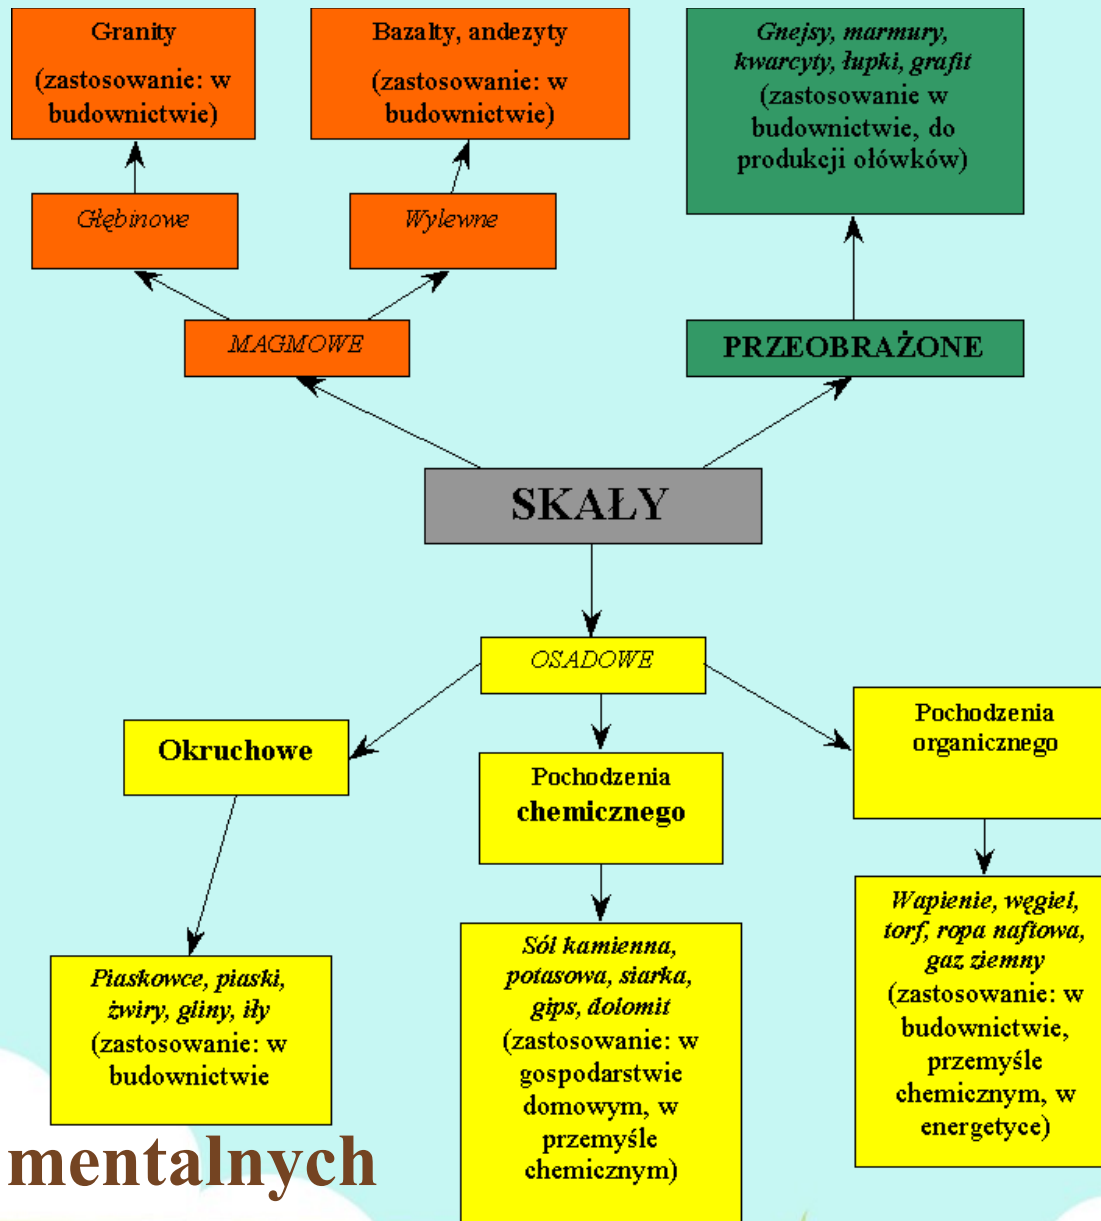 Granity
(zastosowanie: w
budownictwie)
Bazalty, andezyty
(zastosowanie: w
budownictwie)
Gnejsy, marmury,
kwarcyty, łupki, grafit
(zastosowanie w
budownictwie, do
produkcji ołówków)
Głębinowe
Wylewne
MAGMOWE
PRZEOBRAŻONE
SKAŁY
OSADOWE
Okruchowe
Pochodzenia
chemicznego
Pochodzenia
organicznego
Piaskowce, piaski,
żwiry, gliny, iły
(zastosowanie: w
budownictwie
Sól kamienna,
potasowa, siarka,
gips, dolomit
(zastosowanie: w
gospodarstwie
domowym, w
przemyśle
chemicznym)
Wapienie, węgiel,
torf, ropa naftowa,
gaz ziemny
(zastosowanie: w
budownictwie,
przemyśle
chemicznym, w
energetyce)
mentalnych